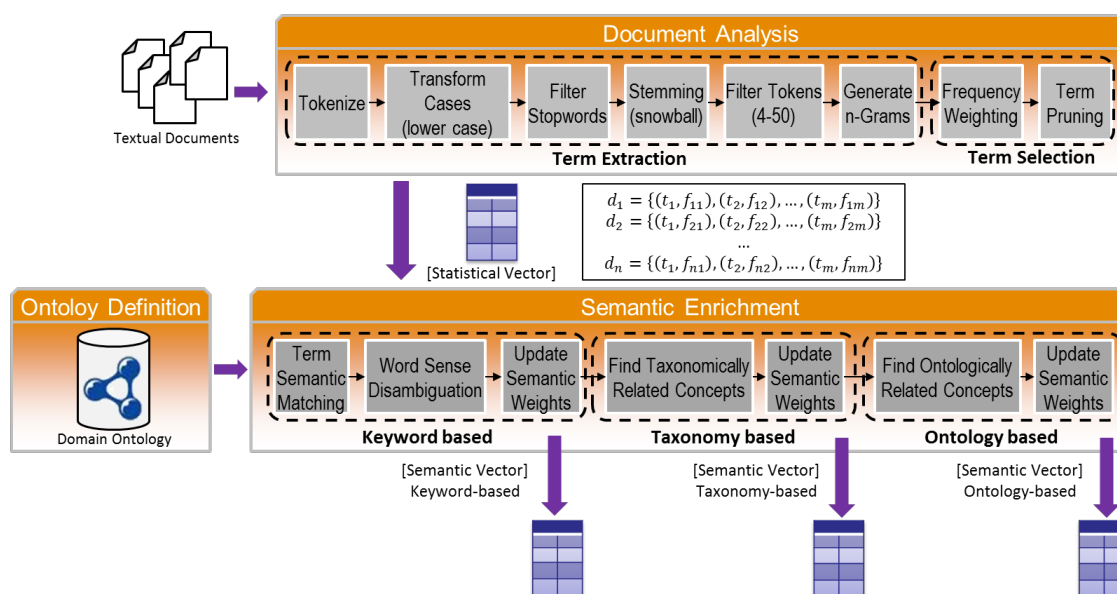 Document Analysis
Textual Documents
Tokenize
Transform
Cases
(lower case)
Filter
Stopwords
Stemming
(snowball)
Filter Tokens
(4-50)
Generate
n-Grams
Frequency
Weighting
Term
Pruning
Term Extraction
Term Selection
[Statistical Vector]
d₁ = {(t₁, f₁₁), (t₂, f₁₂), …, (tₘ, f₁ₘ)}
d₂ = {(t₁, f₂₁), (t₂, f₂₂), …, (tₘ, f₂ₘ)}
…
dₙ = {(t₁, fₙ₁), (t₂, fₙ₂), …, (tₘ, fₙₘ)}
Ontoloy Definition
Domain Ontology
Semantic Enrichment
Term
Semantic
Matching
Word Sense
Disambiguation
Update
Semantic
Weights
Find Taxonomically
Related Concepts
Update
Semantic
Weights
Find Ontologically
Related Concepts
Update
Semantic
Weights
Keyword based
Taxonomy based
Ontology based
[Semantic Vector]
Keyword-based
[Semantic Vector]
Taxonomy-based
[Semantic Vector]
Ontology-based